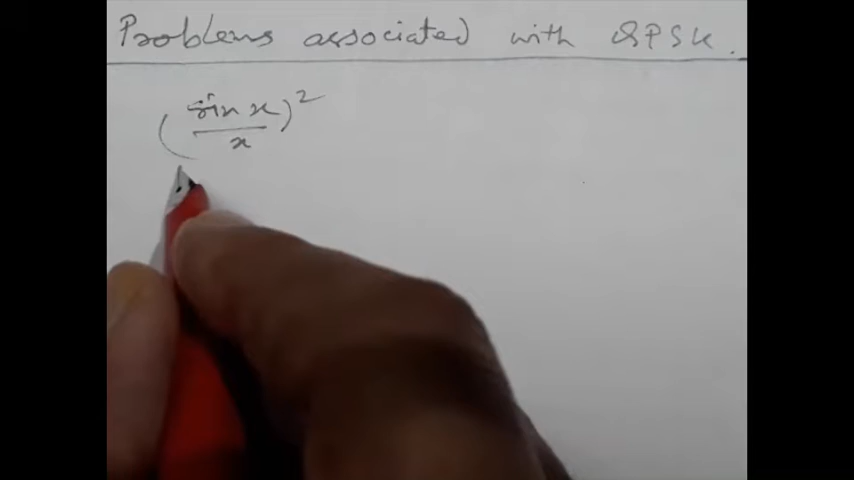 Problems associated with QPSK.
(sin x / x)²